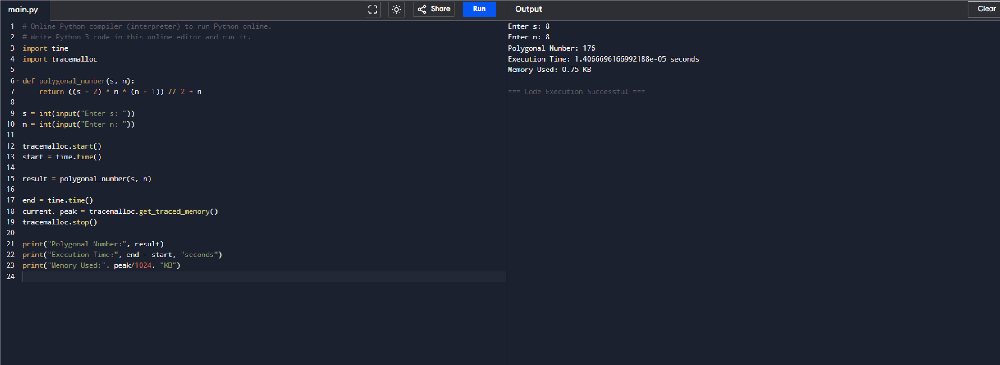 main.py Share Run Output Clear
1 # Online Python compiler (interpreter) to run Python online.
2 # Write Python 3 code in this online editor and run it.
3 import time
4 import tracemalloc
5
6 def polygonal_number(s, n):
7     return ((s - 2) * n * (n - 1)) // 2 + n
8
9 s = int(input("Enter s: "))
10 n = int(input("Enter n: "))
11
12 tracemalloc.start()
13 start = time.time()
14
15 result = polygonal_number(s, n)
16
17 end = time.time()
18 current, peak = tracemalloc.get_traced_memory()
19 tracemalloc.stop()
20
21 print("Polygonal Number:", result)
22 print("Execution Time:", end - start, "seconds")
23 print("Memory Used:", peak/1024, "KB")
24
Enter s: 8
Enter n: 8
Polygonal Number: 176
Execution Time: 1.4066696166992188e-05 seconds
Memory Used: 0.75 KB
=== Code Execution Successful ===